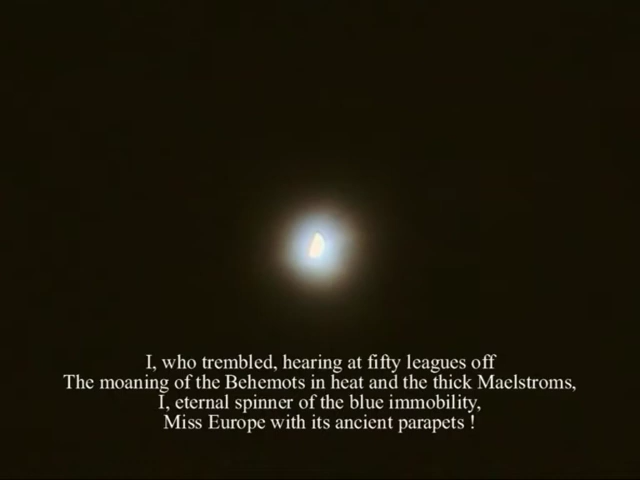 I, who trembled, hearing at fifty leagues off
The moaning of the Behemots in heat and the thick Maelstroms,
I, eternal spinner of the blue immobility,
Miss Europe with its ancient parapets !